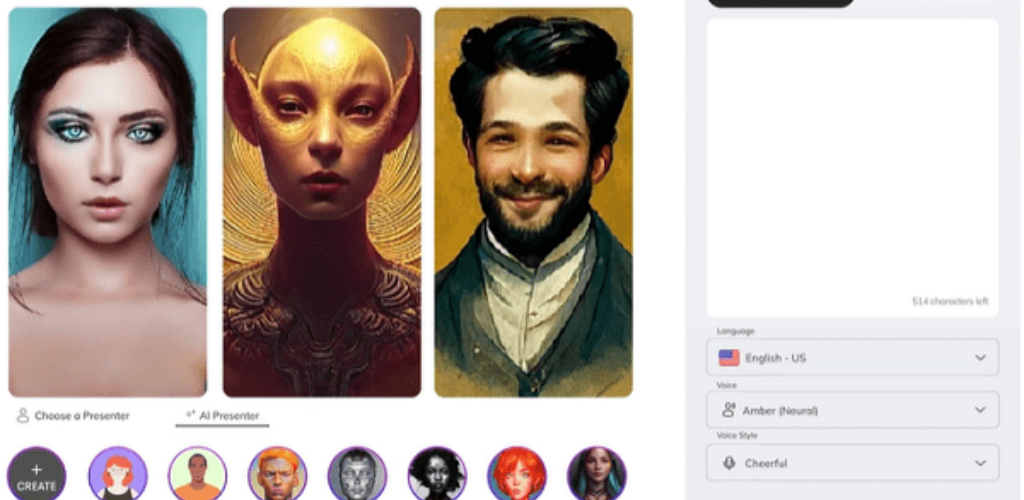 514 characters left
Language
English - US
Voice
Amber (Neural)
Voice Style
Cheerful
Choose a Presenter
AI Presenter
+
CREATE